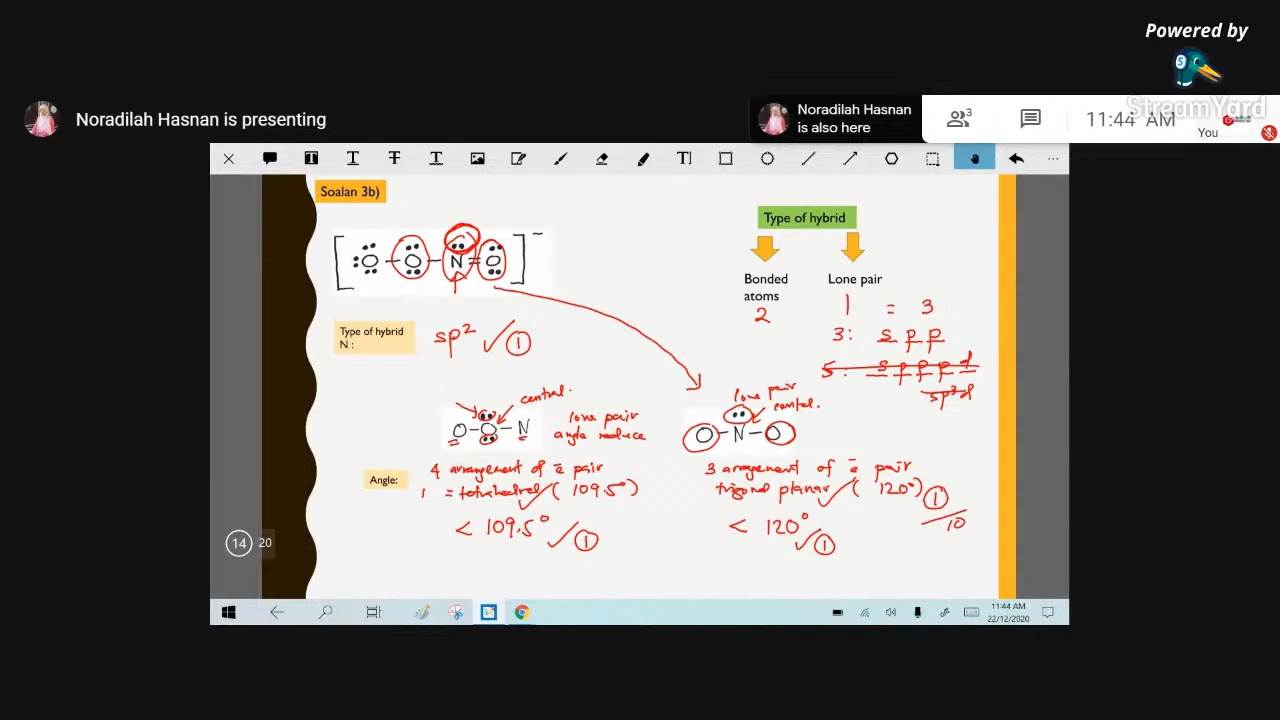 Powered by
StreamYard
Noradilah Hasnan is presenting
Noradilah Hasnan
is also here
3
11:44 AM
You
Soalan 3b)
[ O - O - N = O ] -
Type of hybrid
N :
sp²
1
Type of hybrid
Bonded
atoms
Lone pair
2
1 = 3
3: s p p
5: s p p p d
sp³d
central.
O - O - N
lone pair
angle reduce
lone pair
central.
O - N - O
Angle:
4 arrangement of e pair
= tetrahedral (109.5°)
< 109.5°
1
3 arrangement of e pair
trigonal planar (120°)
1
10
< 120°
1
14
20
11:44 AM
22/12/2020